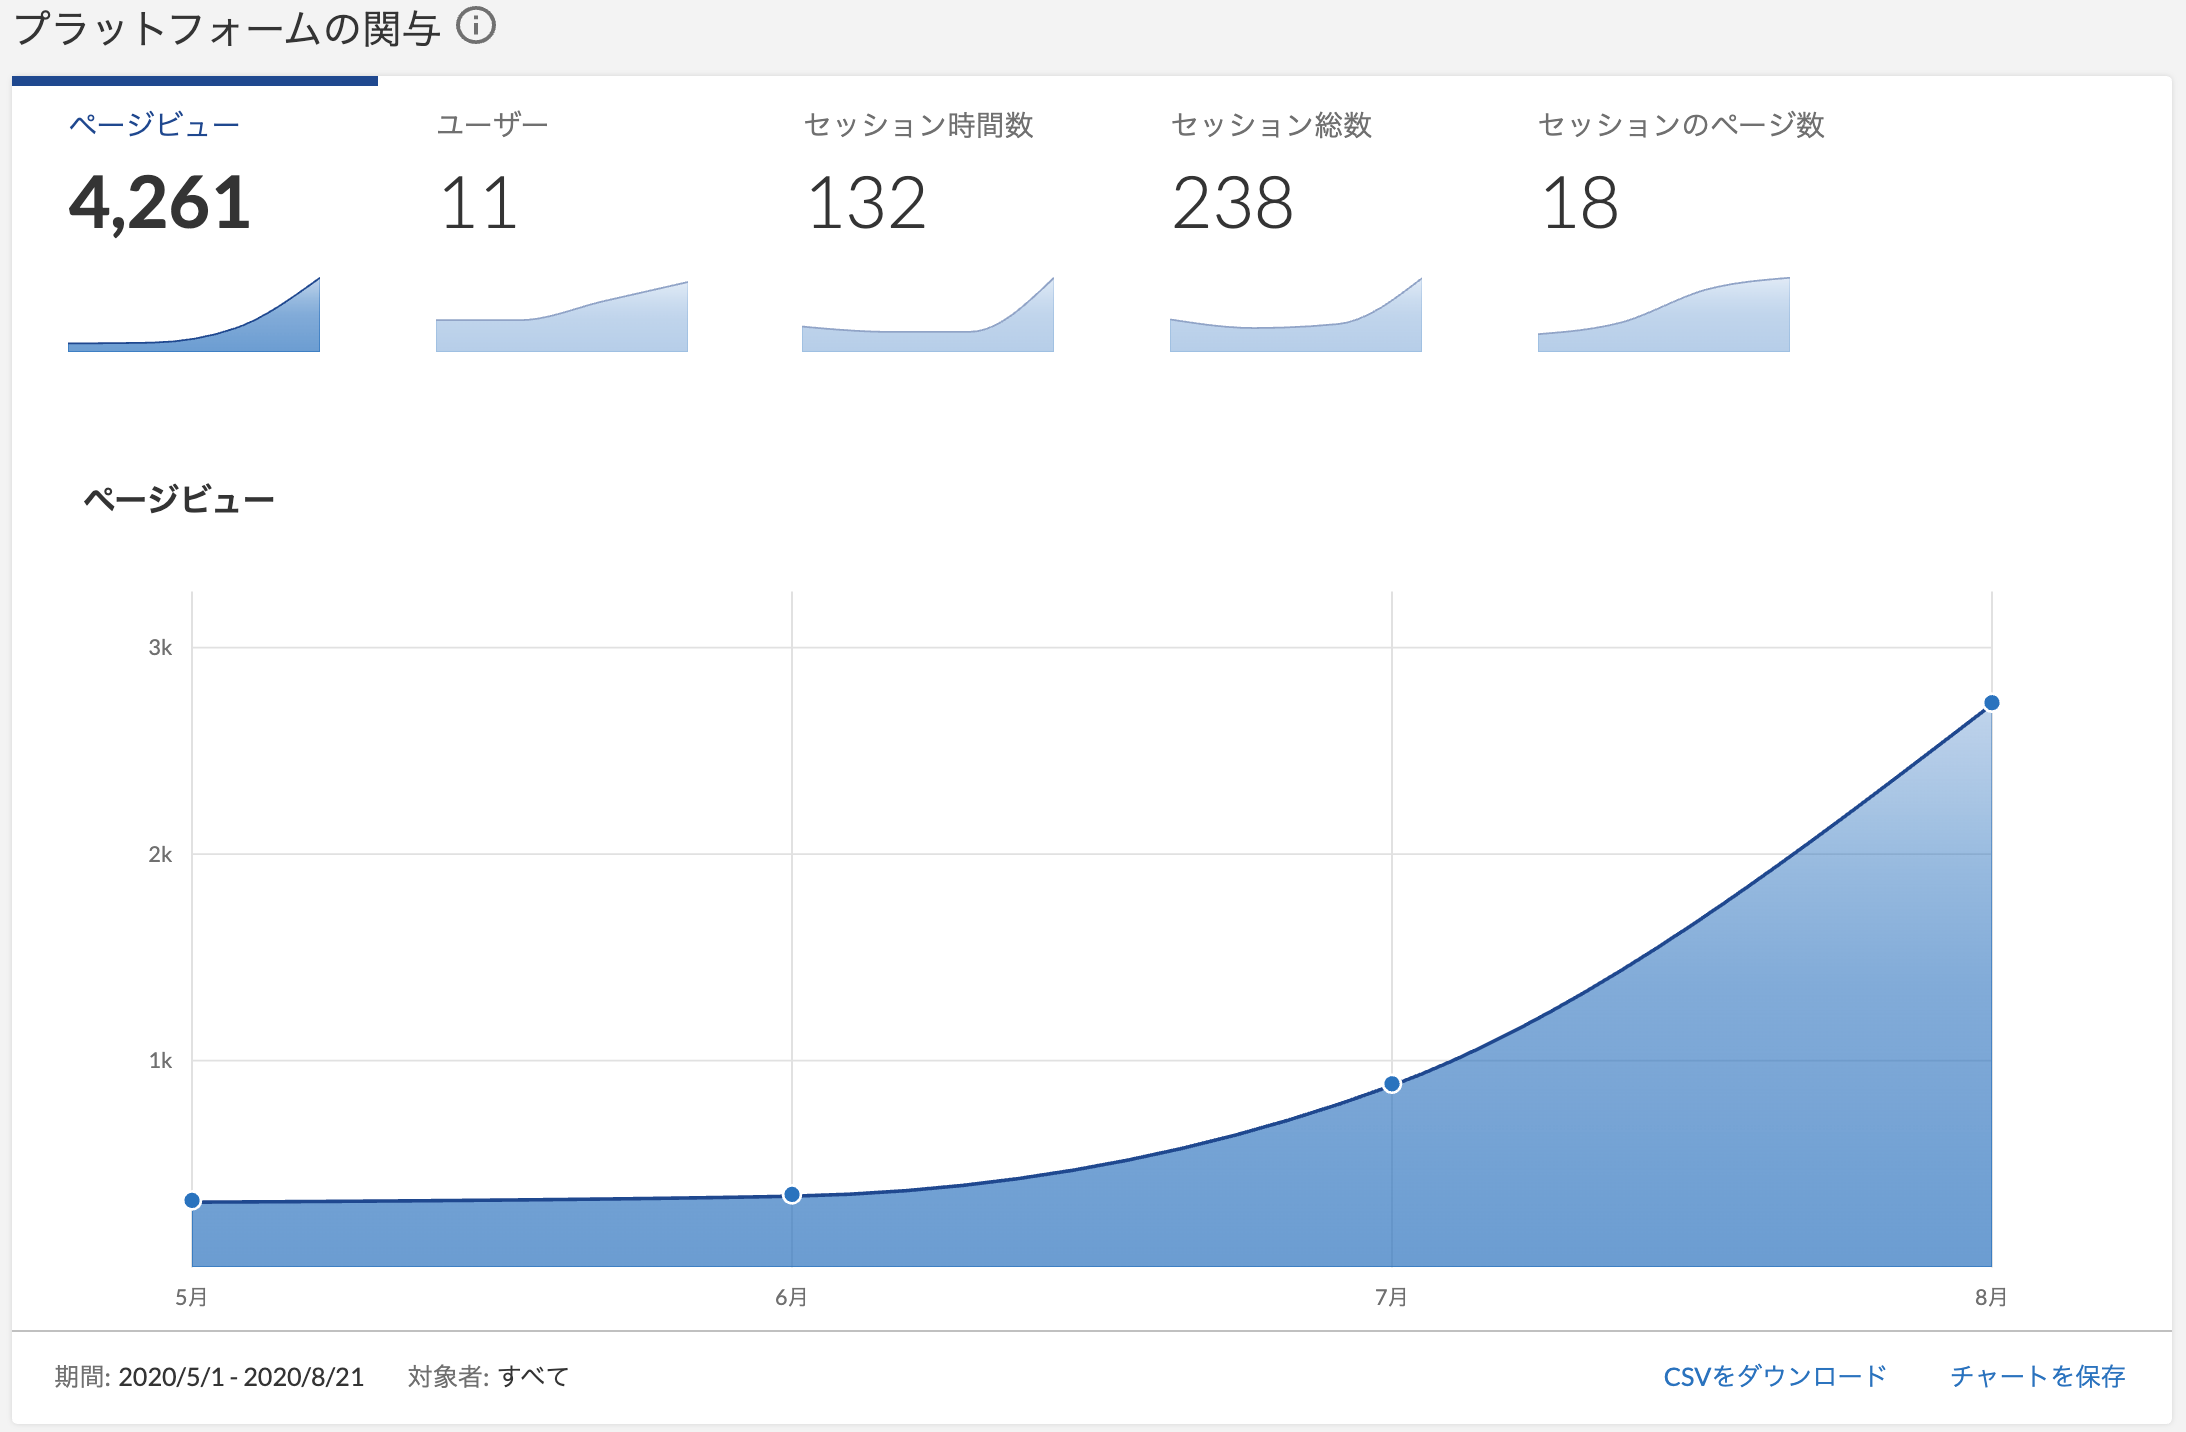 プラットフォームの関与
ページビュー
4,261
ユーザー
11
セッション時間数
132
セッション総数
238
セッションのページ数
18
ページビュー
3k
2k
1k
5月 6月 7月 8月
期間: 2020/5/1 - 2020/8/21 対象者: すべて CSVをダウンロード チャートを保存